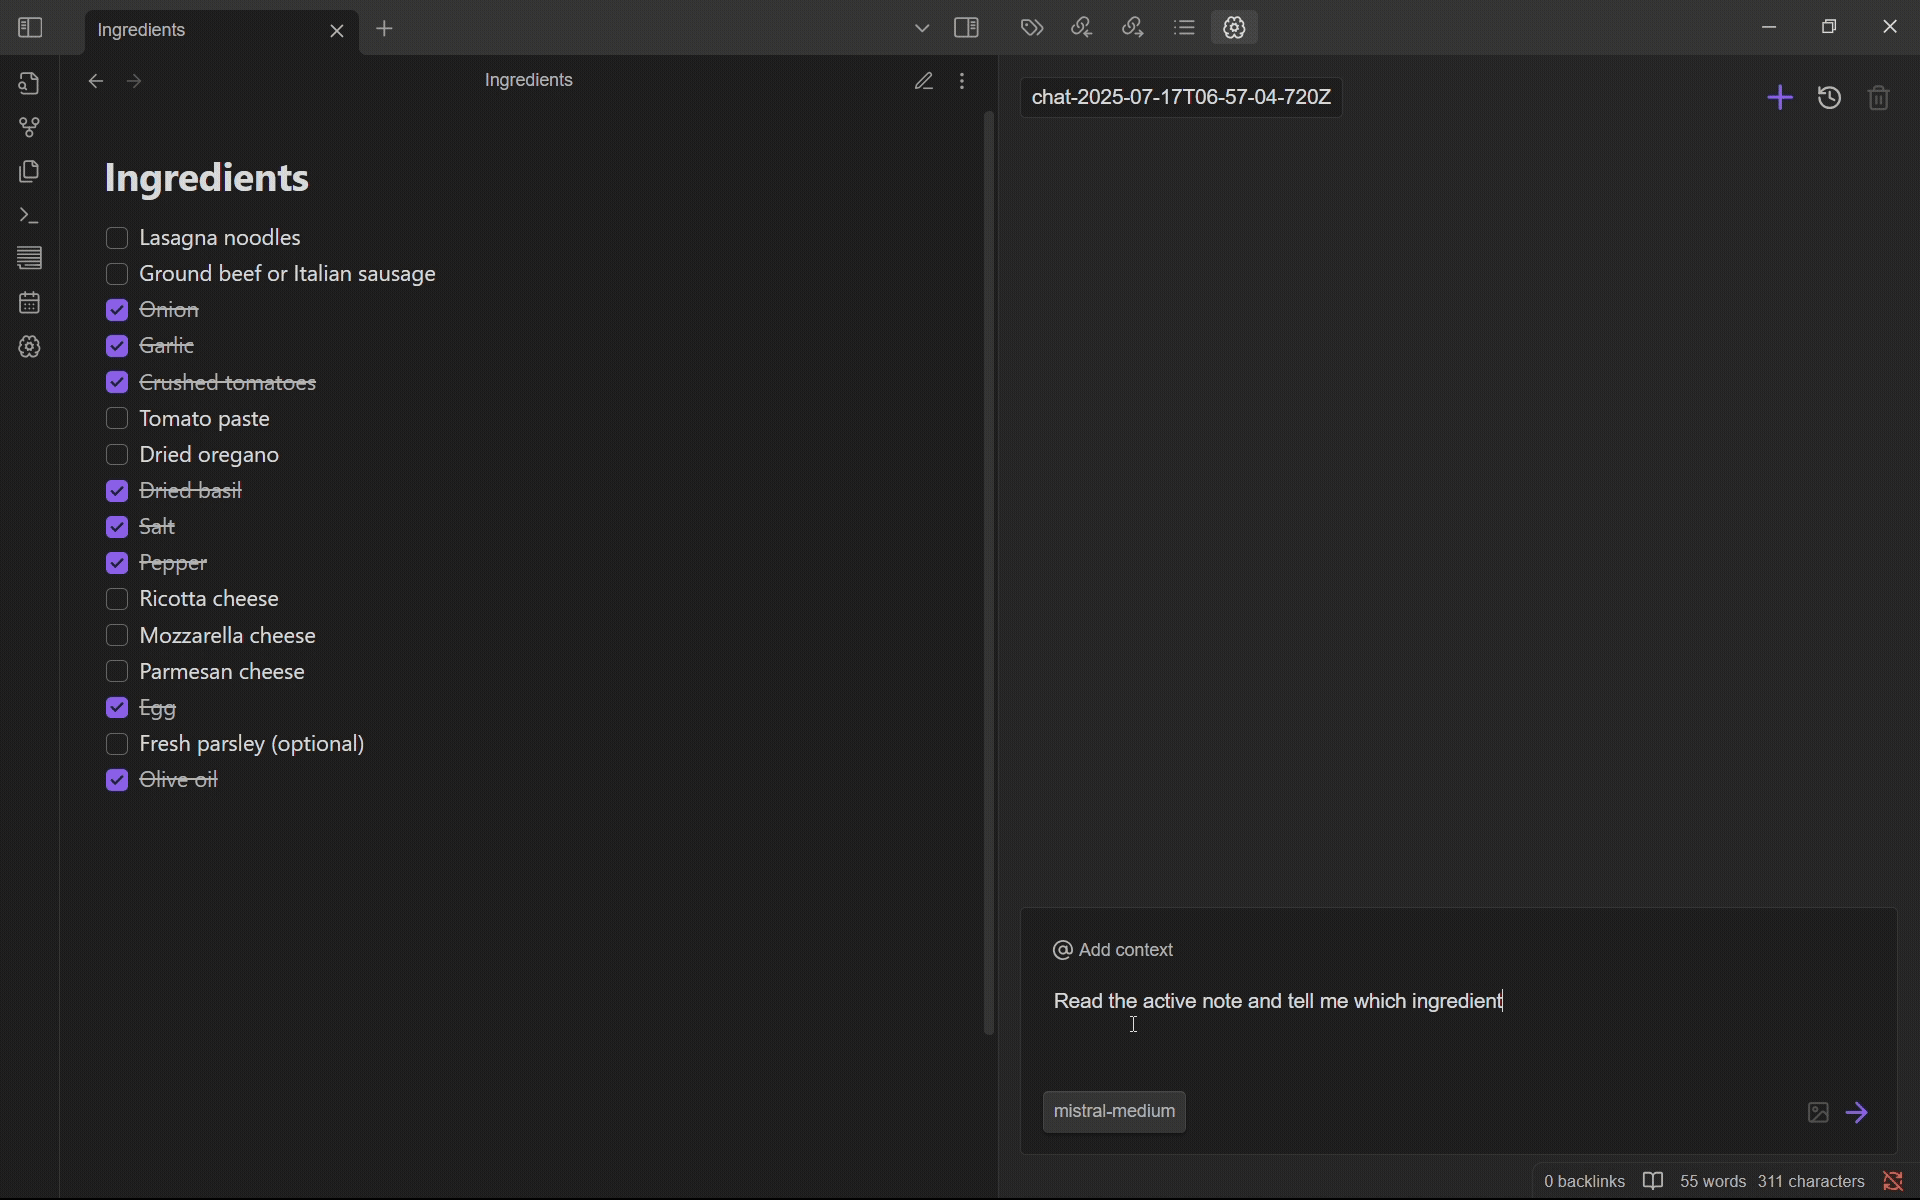 Ingredients
Ingredients
chat-2025-07-17T06-57-04-720Z
Ingredients
Lasagna noodles
Ground beef or Italian sausage
Onion
Garlic
Crushed tomatoes
Tomato paste
Dried oregano
Dried basil
Salt
Pepper
Ricotta cheese
Mozzarella cheese
Parmesan cheese
Egg
Fresh parsley (optional)
Olive oil
@ Add context
Read the active note and tell me which ingredient
mistral-medium
0 backlinks 55 words 311 characters